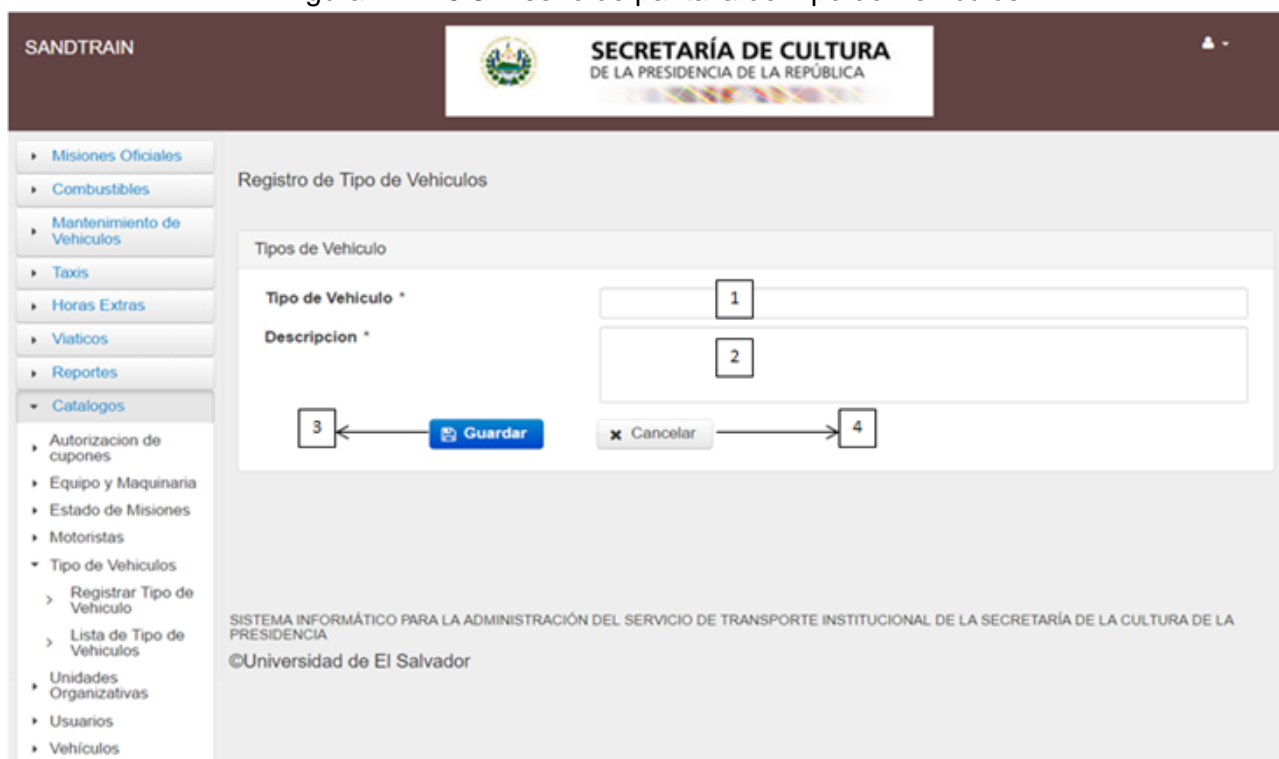 SANDTRAIN
SECRETARÍA DE CULTURA
DE LA PRESIDENCIA DE LA REPÚBLICA
Misiones Oficiales
Combustibles
Mantenimiento de
Vehiculos
Taxis
Horas Extras
Viaticos
Reportes
Catalogos
Autorizacion de
cupones
Equipo y Maquinaria
Estado de Misiones
Motoristas
Tipo de Vehiculos
Registrar Tipo de
Vehiculo
Lista de Tipo de
Vehiculos
Unidades
Organizativas
Usuarios
Vehículos
Registro de Tipo de Vehiculos
Tipos de Vehiculo
Tipo de Vehiculo *
1
Descripcion *
2
3
Guardar
Cancelar
4
SISTEMA INFORMÁTICO PARA LA ADMINISTRACIÓN DEL SERVICIO DE TRANSPORTE INSTITUCIONAL DE LA SECRETARÍA DE LA CULTURA DE LA
PRESIDENCIA
©Universidad de El Salvador